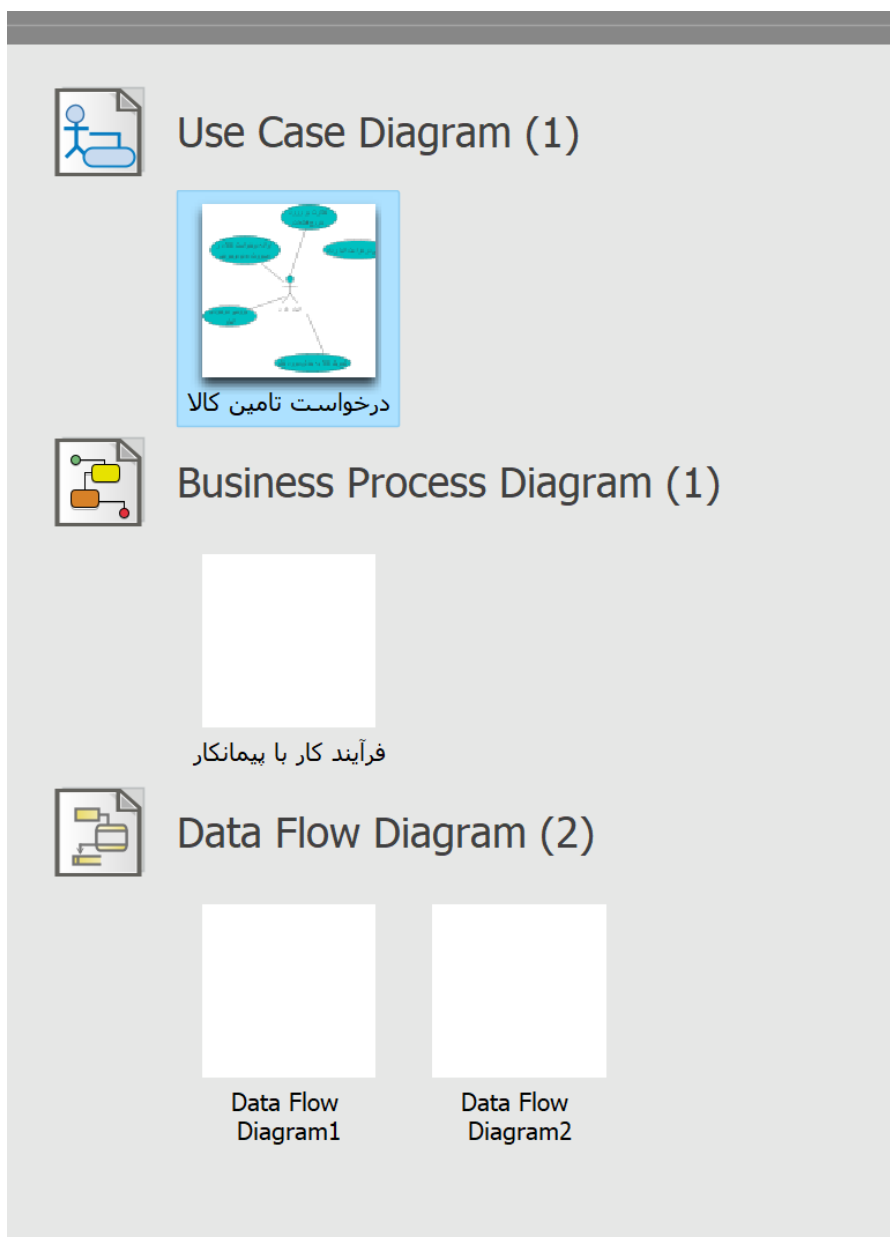 Use Case Diagram (1)
درخواست تامین کالا
Business Process Diagram (1)
فرآیند کار با پیمانکار
Data Flow Diagram (2)
Data Flow
Diagram1
Data Flow
Diagram2